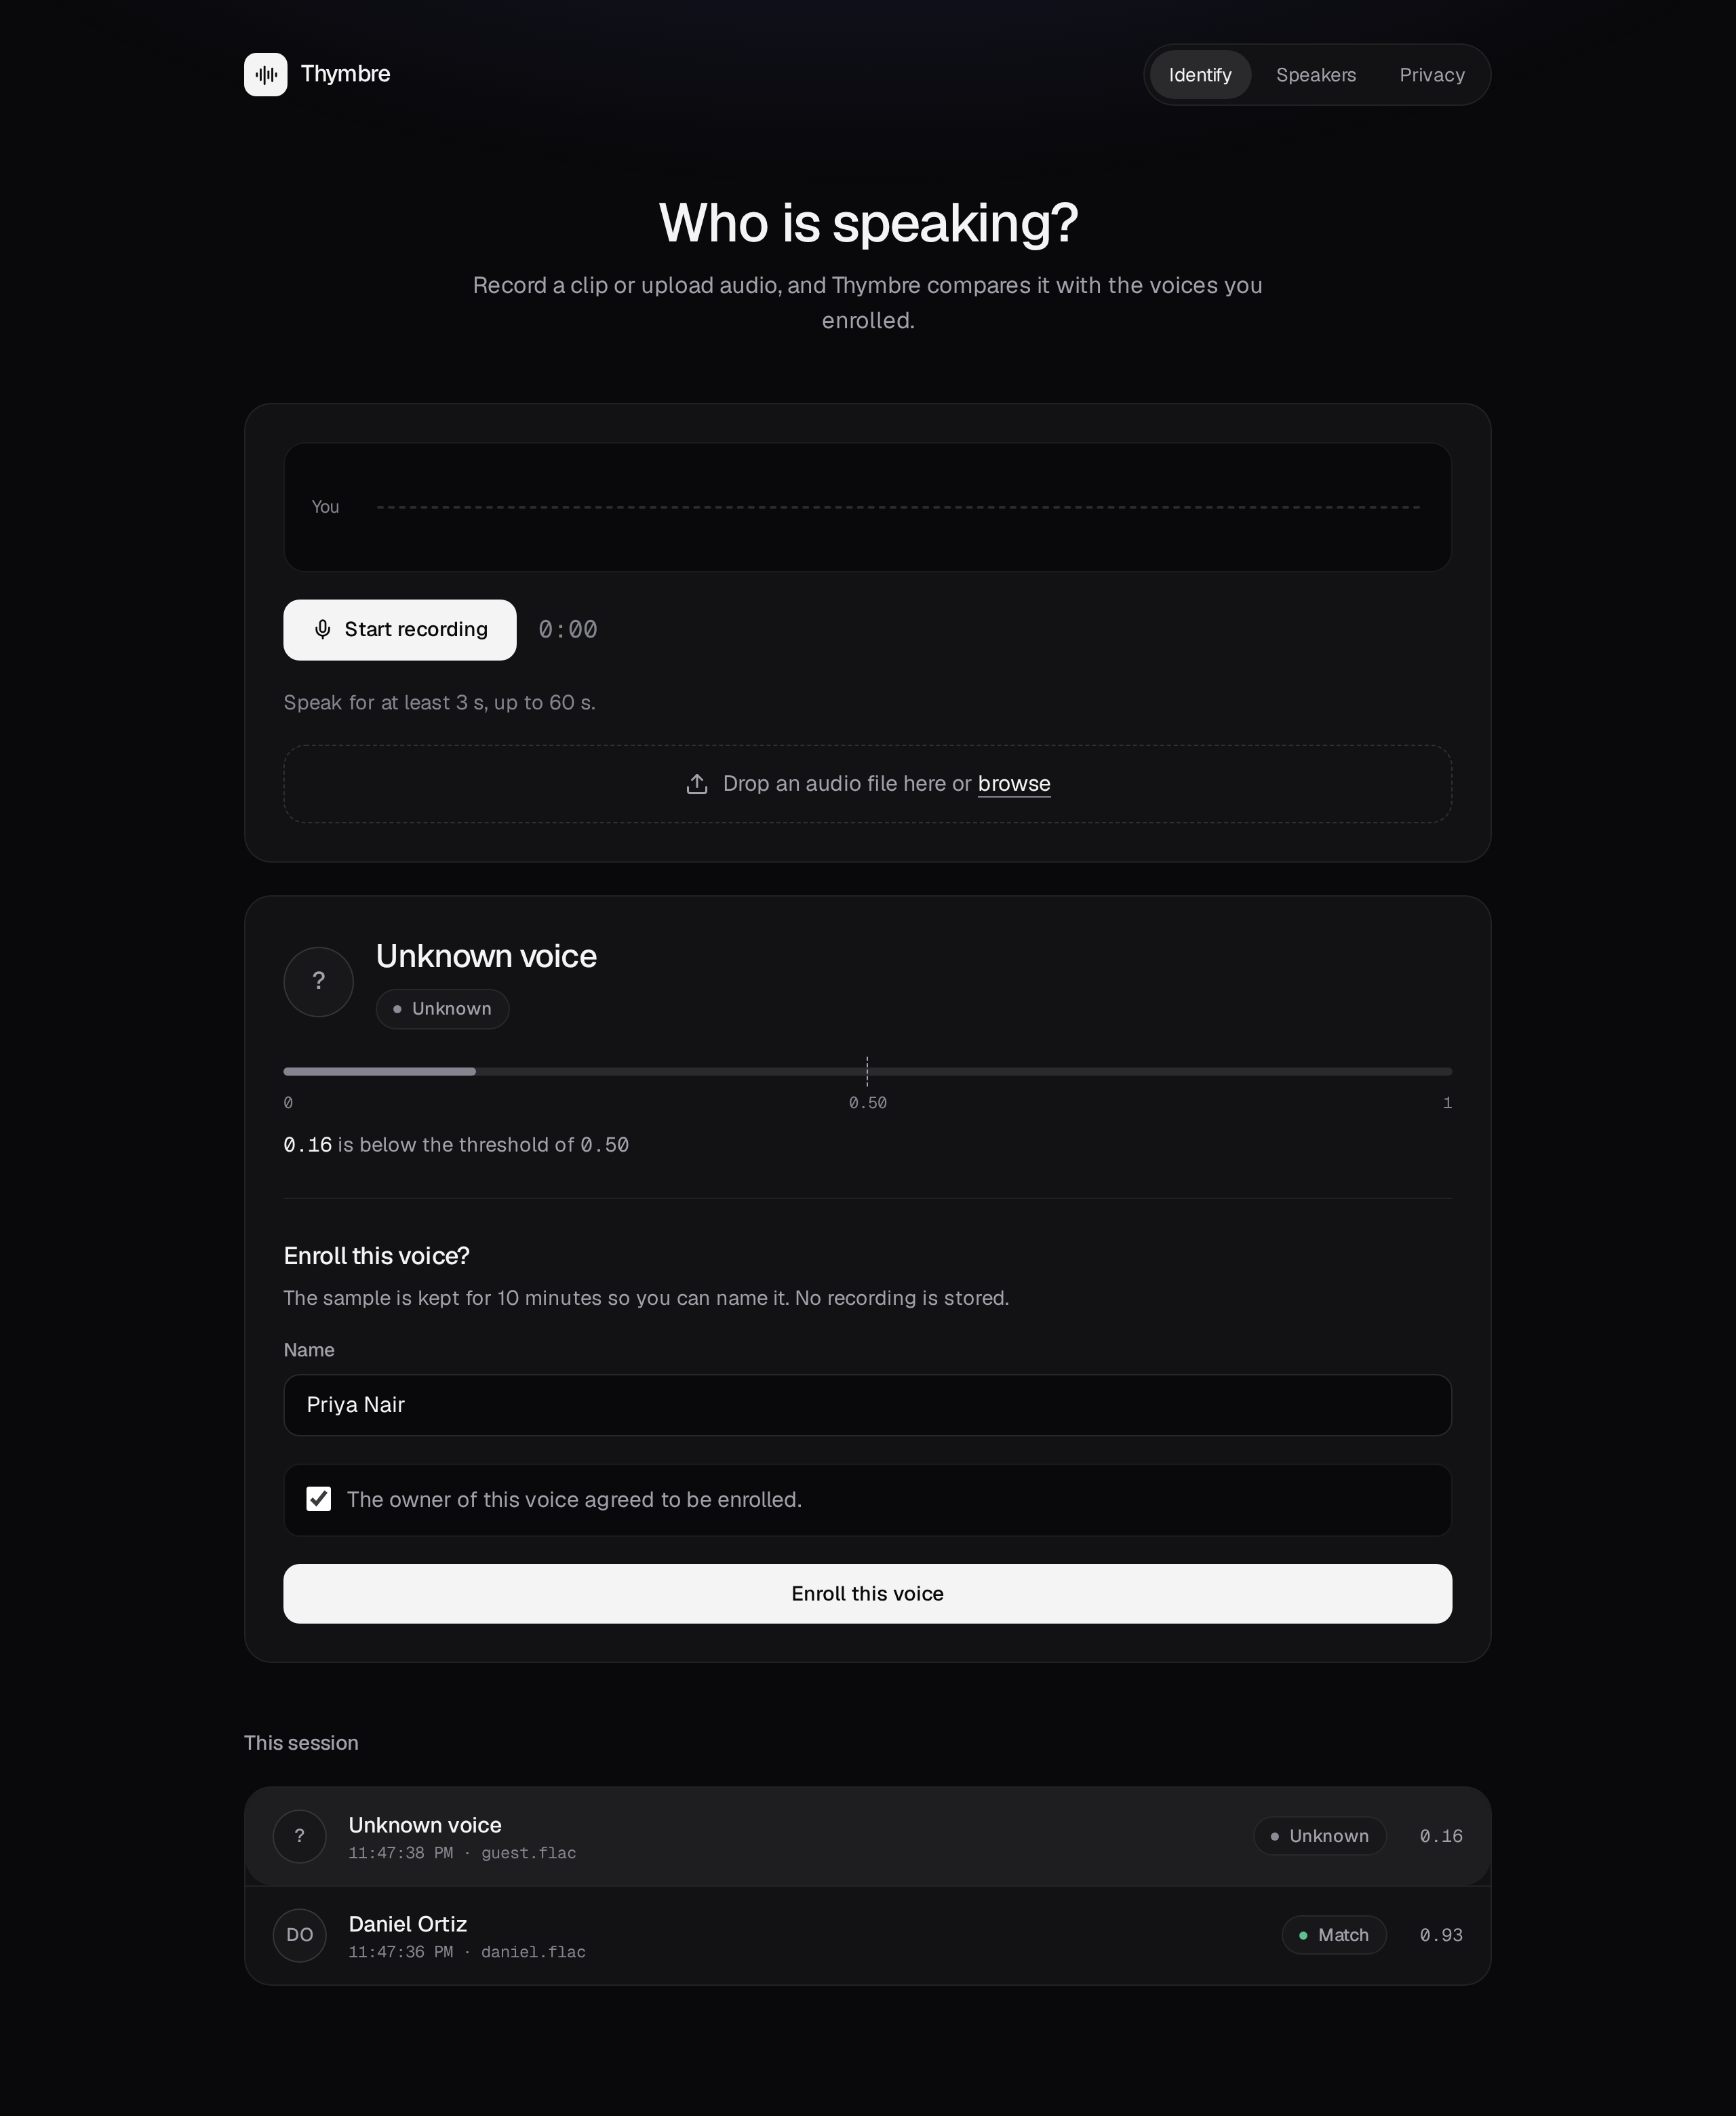 Thymbre
Identify
Speakers
Privacy
Who is speaking?
Record a clip or upload audio, and Thymbre compares it with the voices you
enrolled.
You
Start recording
0:00
Speak for at least 3 s, up to 60 s.
Drop an audio file here or browse
?
Unknown voice
Unknown
0
0.50
1
0.16 is below the threshold of 0.50
Enroll this voice?
The sample is kept for 10 minutes so you can name it. No recording is stored.
Name
Priya Nair
The owner of this voice agreed to be enrolled.
Enroll this voice
This session
?
Unknown voice
11:47:38 PM · guest.flac
Unknown
0.16
DO
Daniel Ortiz
11:47:36 PM · daniel.flac
Match
0.93